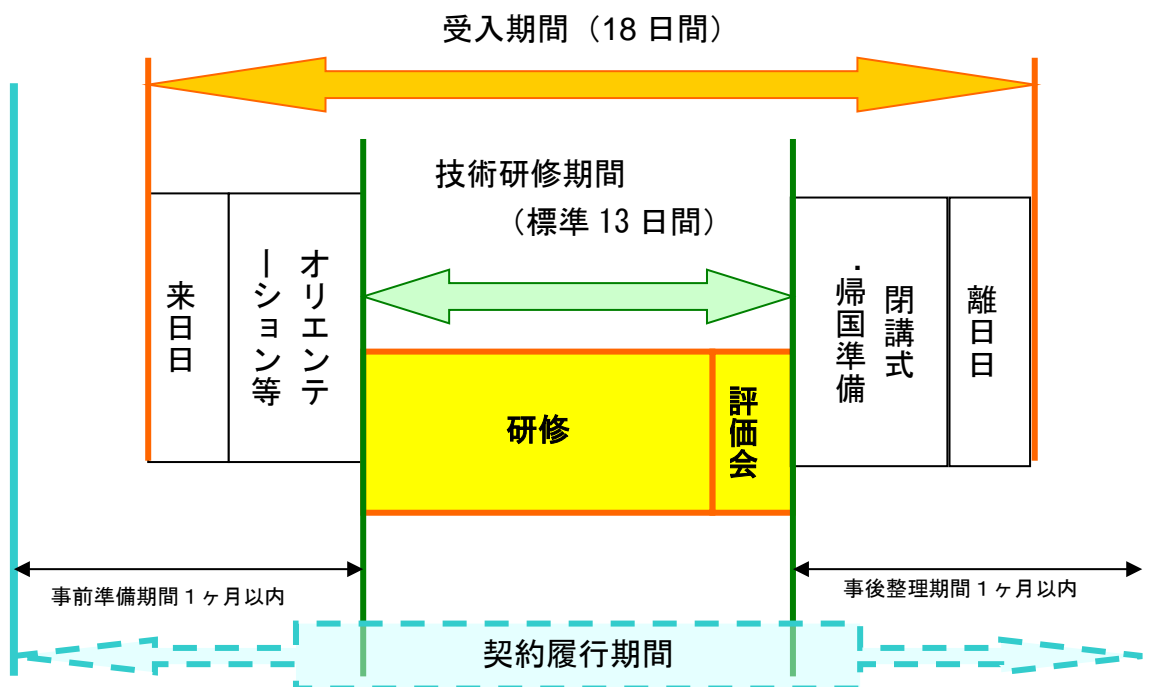 受入期間（18 日間）
技術研修期間
（標準 13 日間）
来日日
オリエンテ
ーション等
研修
評価会
閉講式
・帰国準備
離日日
事前準備期間１ヶ月以内
事後整理期間１ヶ月以内
契約履行期間